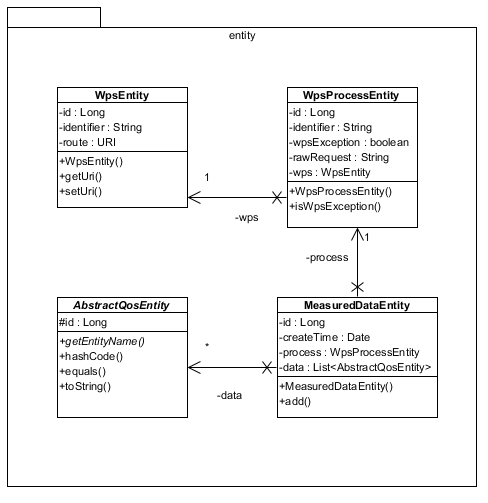 entity
WpsEntity
-id : Long
-identifier : String
-route : URI
+WpsEntity()
+getUri()
+setUri()
WpsProcessEntity
-id : Long
-identifier : String
-wpsException : boolean
-rawRequest : String
-wps : WpsEntity
+WpsProcessEntity()
+isWpsException()
1
-wps
1
-process
AbstractQosEntity
#id : Long
+getEntityName()
+hashCode()
+equals()
+toString()
*
-data
MeasuredDataEntity
-id : Long
-createTime : Date
-process : WpsProcessEntity
-data : List<AbstractQosEntity>
+MeasuredDataEntity()
+add()